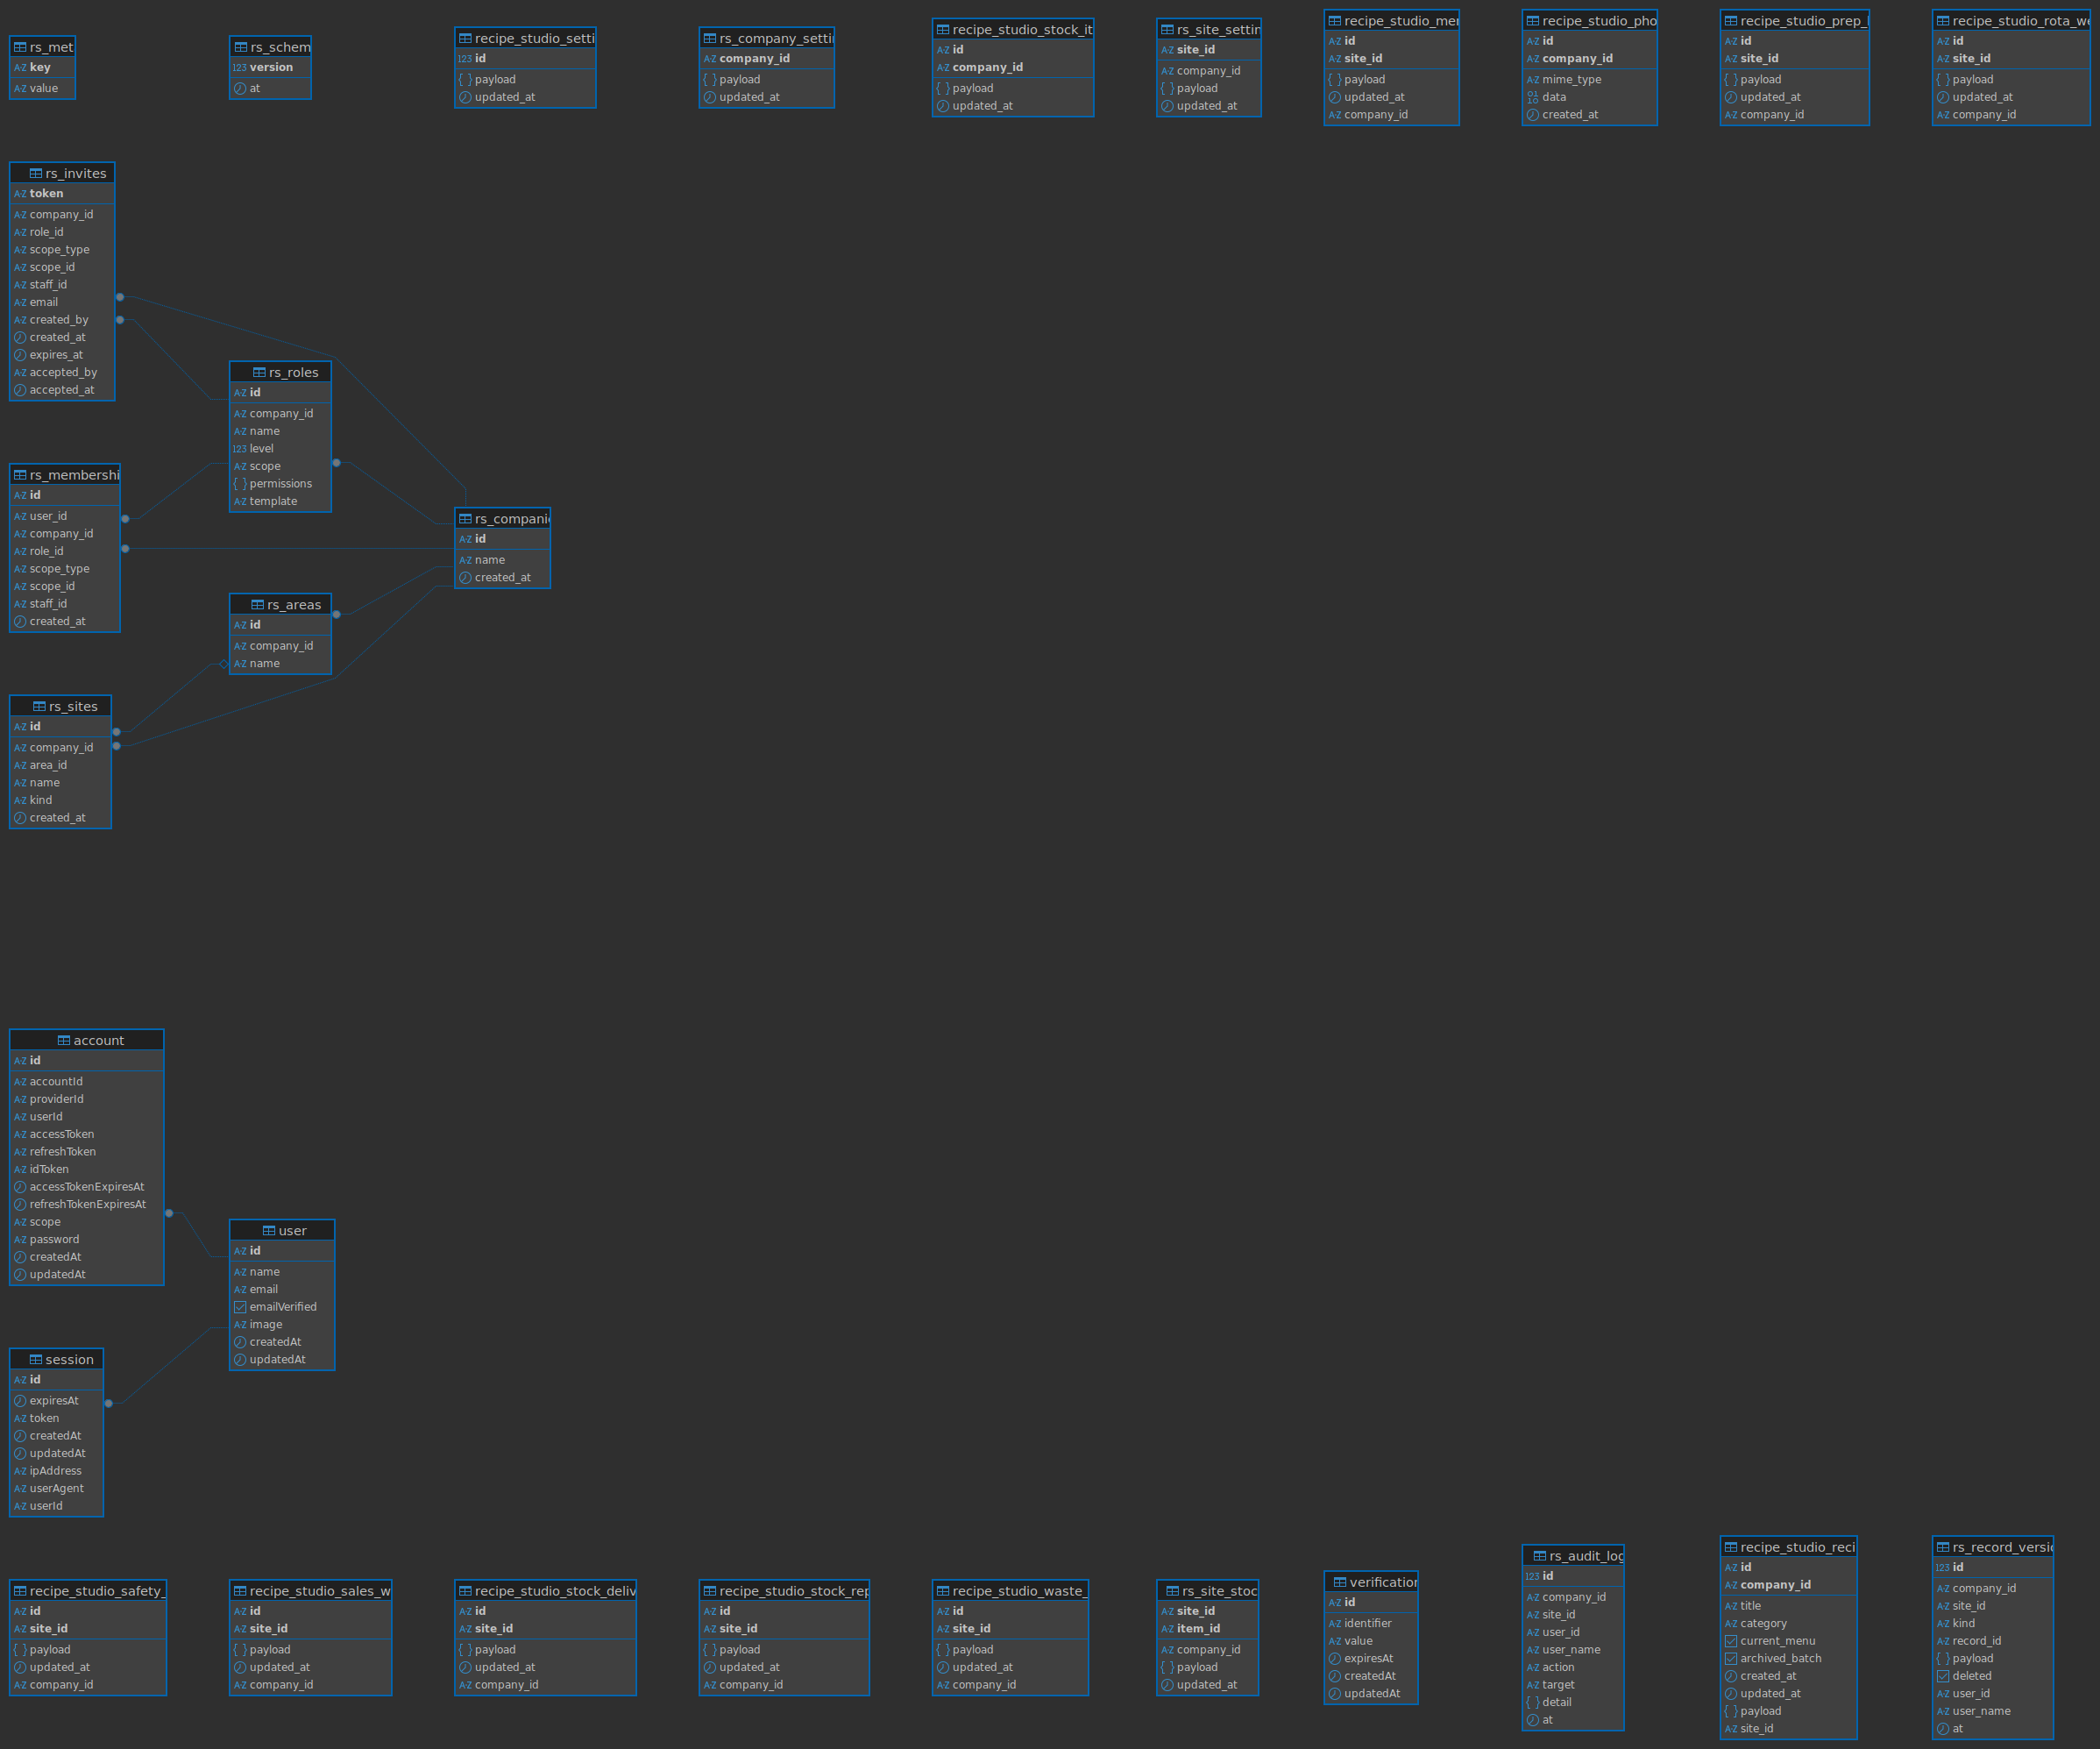 rs_met
key
value
rs_schem
version
at
recipe_studio_setti
id
payload
updated_at
rs_company_setti
company_id
payload
updated_at
recipe_studio_stock_it
id
company_id
payload
updated_at
rs_site_settin
site_id
company_id
payload
updated_at
recipe_studio_mer
id
site_id
payload
updated_at
company_id
recipe_studio_pho
id
company_id
mime_type
data
created_at
recipe_studio_prep_l
id
site_id
payload
updated_at
company_id
recipe_studio_rota_we
id
site_id
payload
updated_at
company_id
rs_invites
token
company_id
role_id
scope_type
scope_id
staff_id
email
created_by
created_at
expires_at
accepted_by
accepted_at
rs_roles
id
company_id
name
level
scope
permissions
template
rs_membershi
id
user_id
company_id
role_id
scope_type
scope_id
staff_id
created_at
rs_companie
id
name
created_at
rs_areas
id
company_id
name
rs_sites
id
company_id
area_id
name
kind
created_at
account
id
accountId
providerId
userId
accessToken
refreshToken
idToken
accessTokenExpiresAt
refreshTokenExpiresAt
scope
password
createdAt
updatedAt
user
id
name
email
emailVerified
image
createdAt
updatedAt
session
id
expiresAt
token
createdAt
updatedAt
ipAddress
userAgent
userId
recipe_studio_safety_
id
site_id
payload
updated_at
company_id
recipe_studio_sales_w
id
site_id
payload
updated_at
company_id
recipe_studio_stock_deliv
id
site_id
payload
updated_at
company_id
recipe_studio_stock_rep
id
site_id
payload
updated_at
company_id
recipe_studio_waste_
id
site_id
payload
updated_at
company_id
rs_site_stoc
site_id
item_id
company_id
payload
updated_at
verification
id
identifier
value
expiresAt
createdAt
updatedAt
rs_audit_log
id
company_id
site_id
user_id
user_name
action
target
detail
at
recipe_studio_reci
id
company_id
title
category
current_menu
archived_batch
created_at
updated_at
payload
site_id
rs_record_versio
id
company_id
site_id
kind
record_id
payload
deleted
user_id
user_name
at